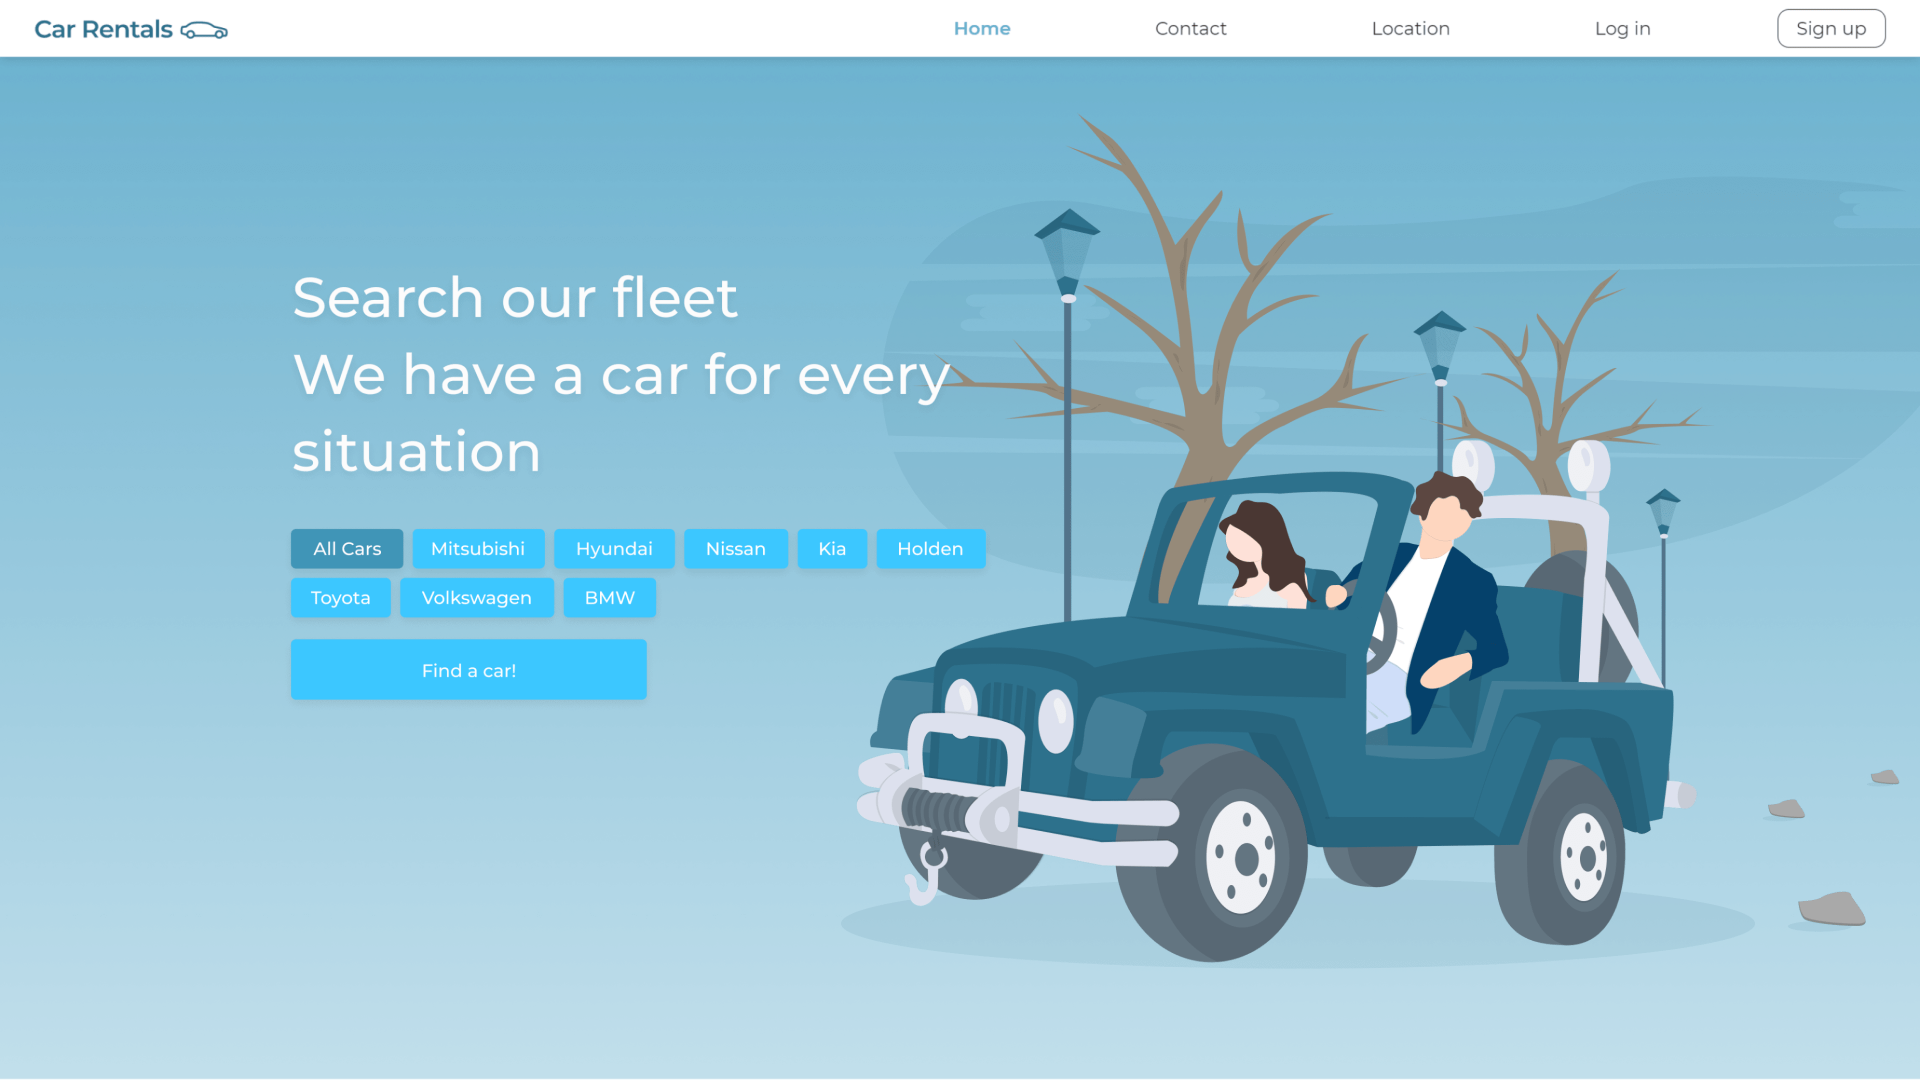 Car Rentals
Home Contact Location Log in Sign up
Search our fleet
We have a car for every
situation
All Cars Mitsubishi Hyundai Nissan Kia Holden
Toyota Volkswagen BMW
Find a car!